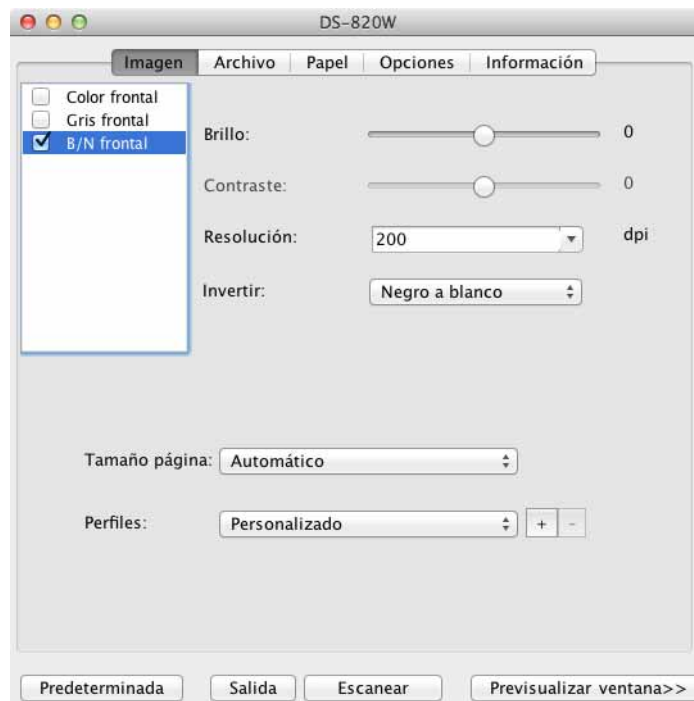 DS-820W
Imagen Archivo Papel Opciones Información
Color frontal
Gris frontal
B/N frontal
Brillo: 0
Contraste: 0
Resolución: 200 dpi
Invertir: Negro a blanco
Tamaño página: Automático
Perfiles: Personalizado + -
Predeterminada Salida Escanear Previsualizar ventana>>